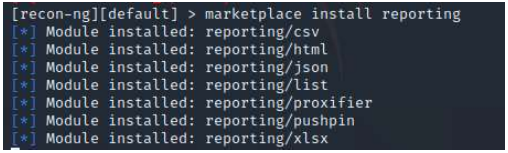 [recon-ng][default] > marketplace install reporting
[*] Module installed: reporting/csv
[*] Module installed: reporting/html
[*] Module installed: reporting/json
[*] Module installed: reporting/list
[*] Module installed: reporting/proxifier
[*] Module installed: reporting/pushpin
[*] Module installed: reporting/xlsx